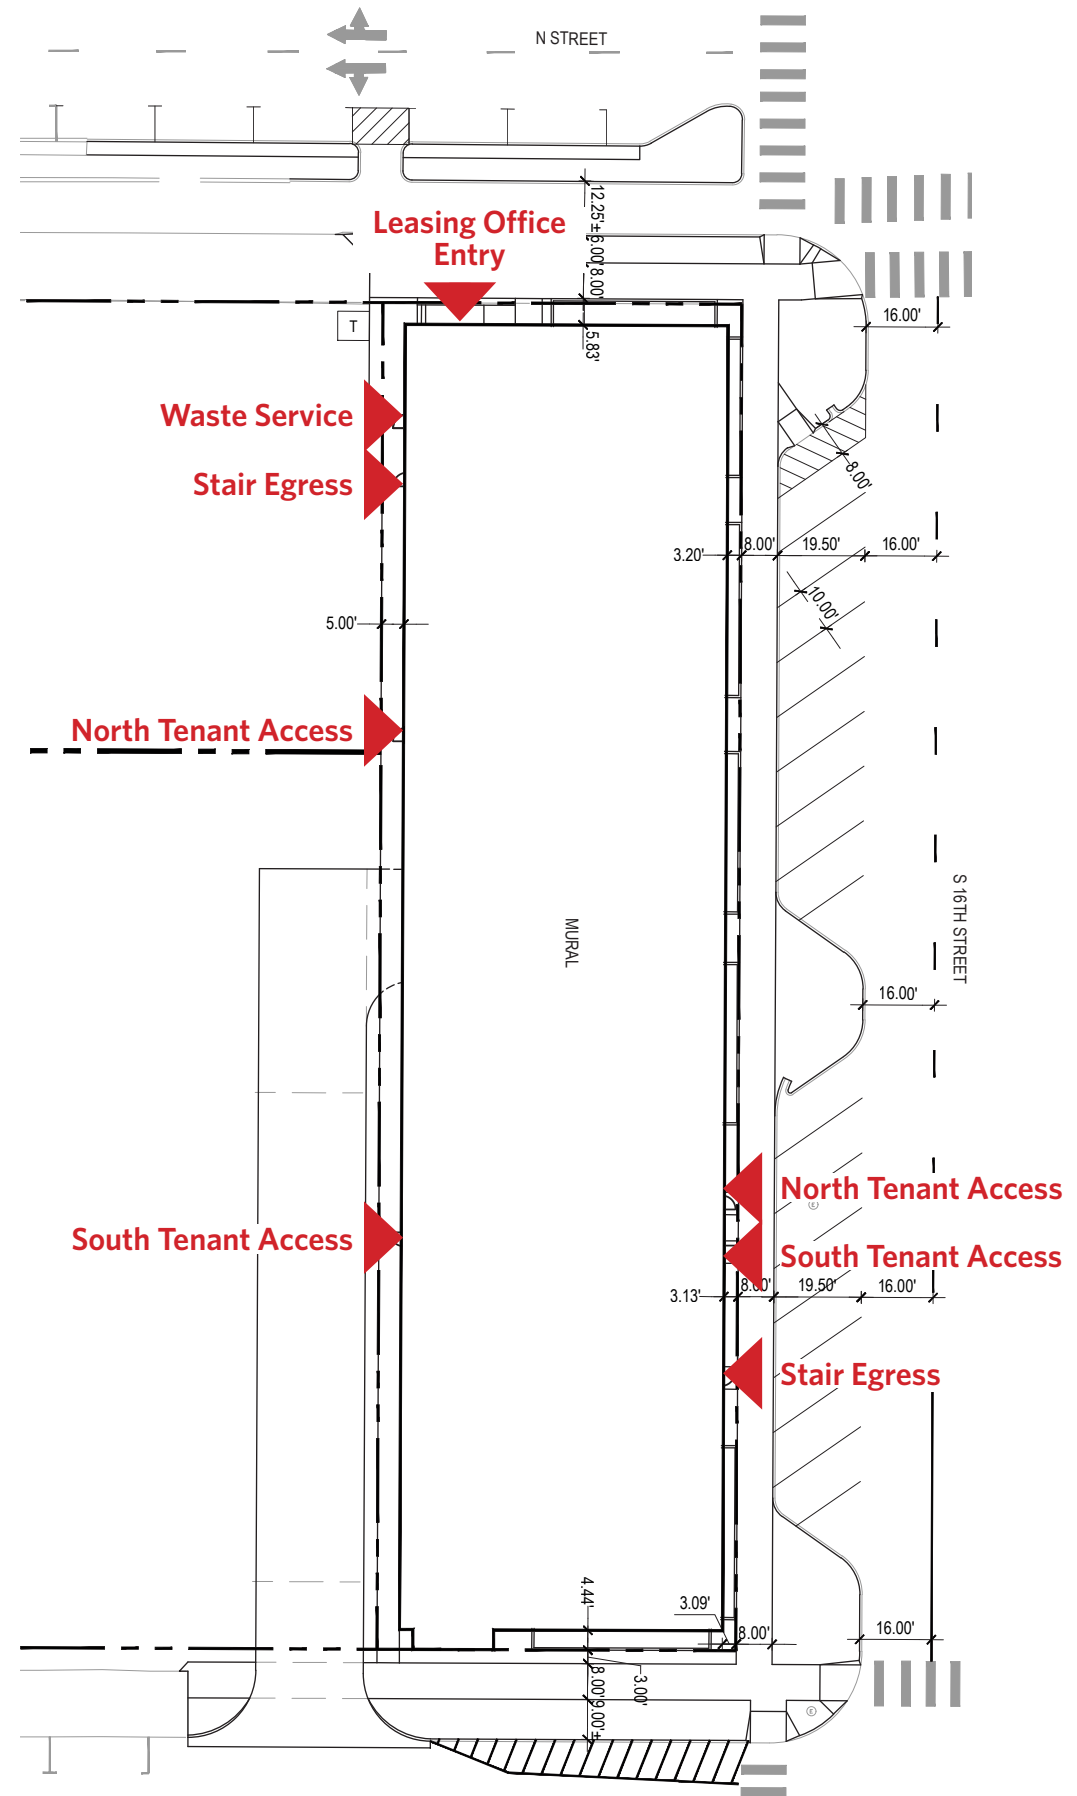 N STREET
12.25'±
6.00'
8.00'
Leasing Office
Entry
16.00'
T
5.83'
Waste Service
8.00'
Stair Egress
3.20'
8.00'
19.50'
16.00'
10.00'
5.00'
North Tenant Access
S 16TH STREET
MURAL
16.00'
North Tenant Access
E
South Tenant Access
South Tenant Access
3.13'
8.00'
19.50'
16.00'
Stair Egress
4.44'
3.09'
8.00'
16.00'
3.00'
8.00'
9.00'±
E